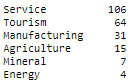 Service 106
Tourism 64
Manufacturing 31
Agriculture 15
Mineral 7
Energy 4